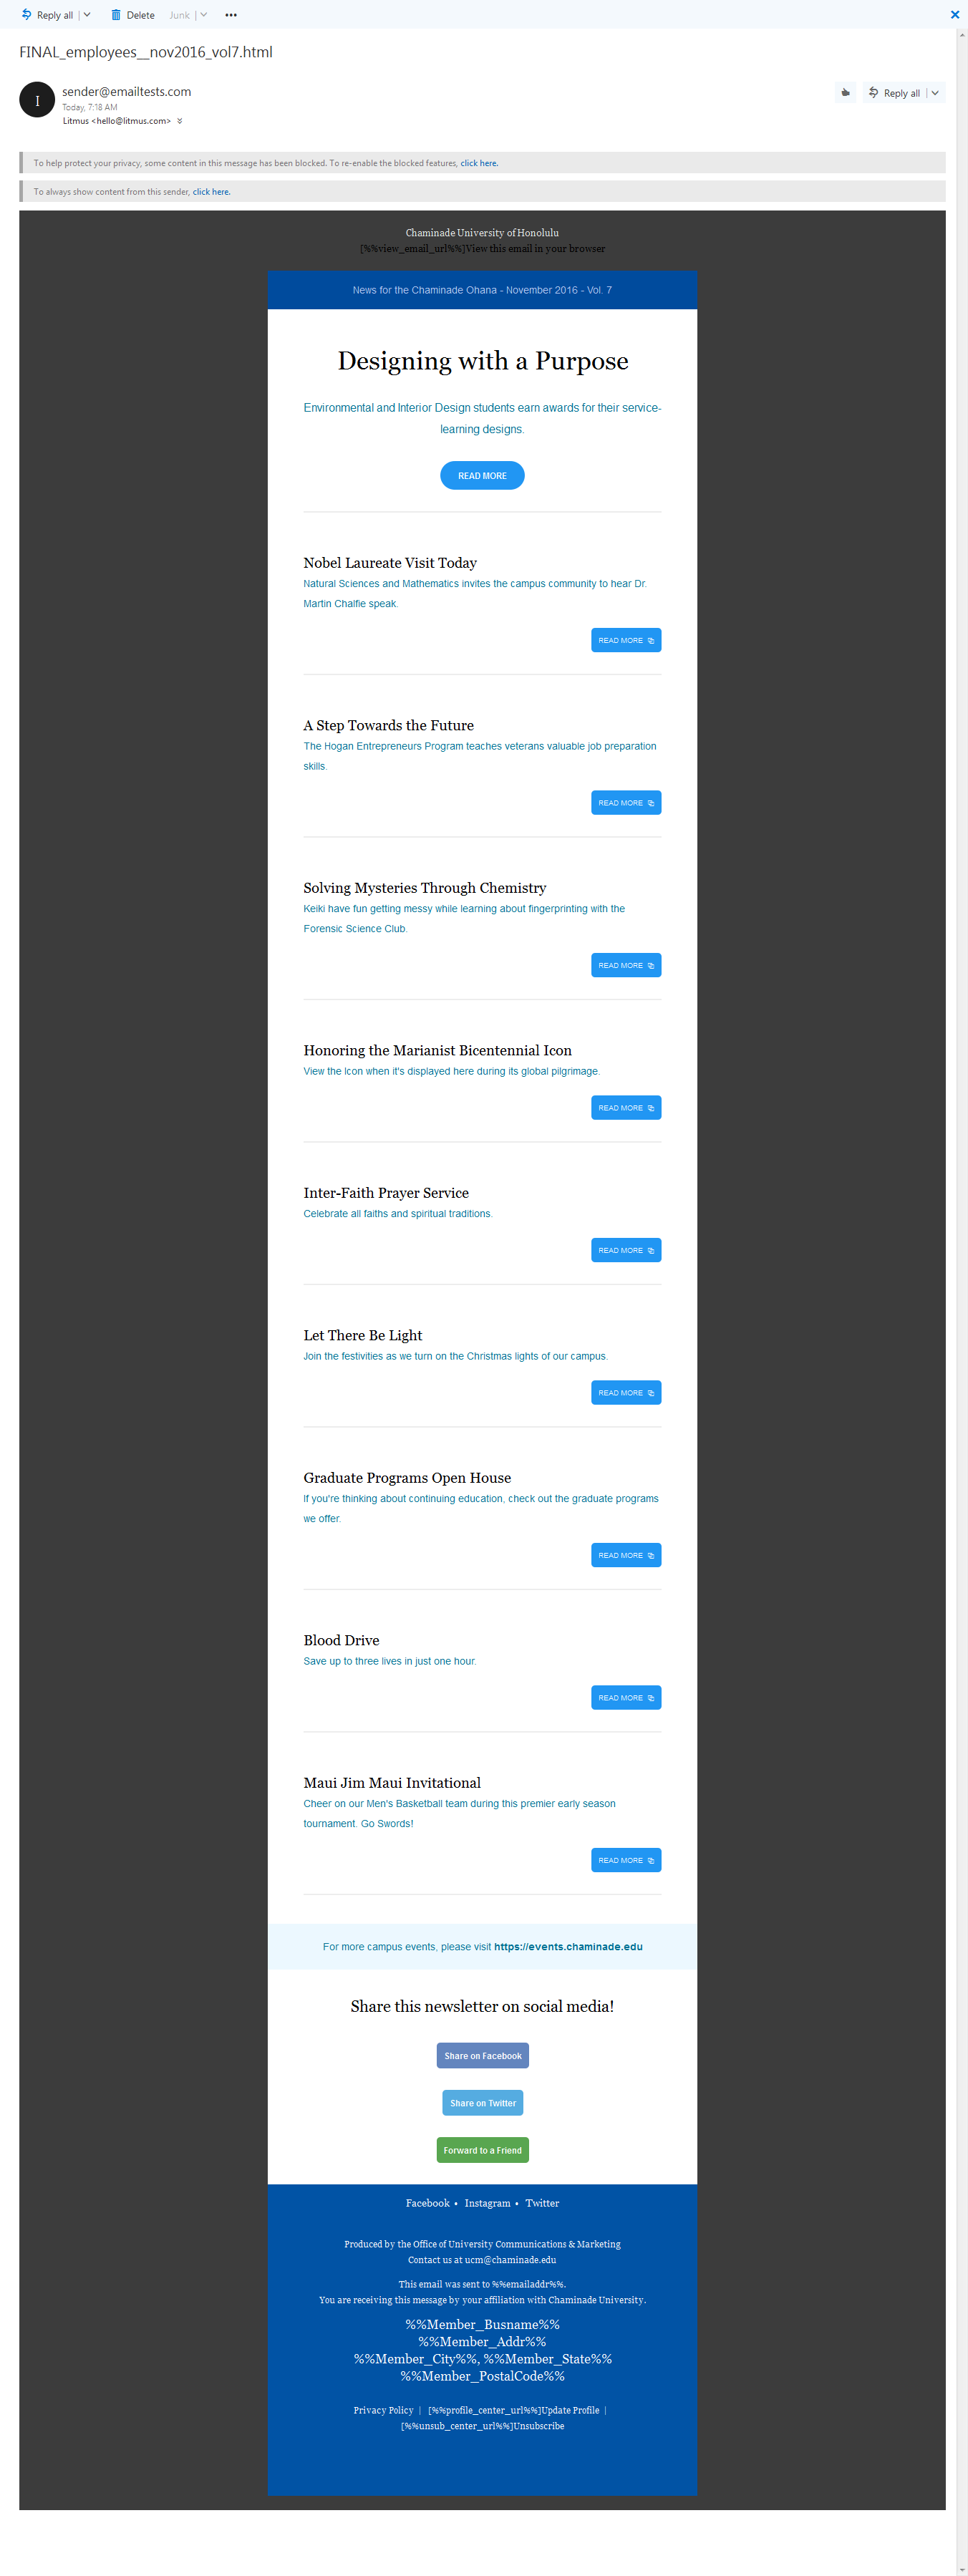 Reply all
Delete
Junk
FINAL_employees__nov2016_vol7.html
I
sender@emailtests.com
Today, 7:18 AM
Litmus <hello@litmus.com>
Reply all
To help protect your privacy, some content in this message has been blocked. To re-enable the blocked features, click here.
To always show content from this sender, click here.
Chaminade University of Honolulu
[%%view_email_url%%]View this email in your browser
News for the Chaminade Ohana - November 2016 - Vol. 7
Designing with a Purpose
Environmental and Interior Design students earn awards for their service-
learning designs.
READ MORE
Nobel Laureate Visit Today
Natural Sciences and Mathematics invites the campus community to hear Dr.
Martin Chalfie speak.
READ MORE
A Step Towards the Future
The Hogan Entrepreneurs Program teaches veterans valuable job preparation
skills.
READ MORE
Solving Mysteries Through Chemistry
Keiki have fun getting messy while learning about fingerprinting with the
Forensic Science Club.
READ MORE
Honoring the Marianist Bicentennial Icon
View the Icon when it's displayed here during its global pilgrimage.
READ MORE
Inter-Faith Prayer Service
Celebrate all faiths and spiritual traditions.
READ MORE
Let There Be Light
Join the festivities as we turn on the Christmas lights of our campus.
READ MORE
Graduate Programs Open House
If you're thinking about continuing education, check out the graduate programs
we offer.
READ MORE
Blood Drive
Save up to three lives in just one hour.
READ MORE
Maui Jim Maui Invitational
Cheer on our Men's Basketball team during this premier early season
tournament. Go Swords!
READ MORE
For more campus events, please visit https://events.chaminade.edu
Share this newsletter on social media!
Share on Facebook
Share on Twitter
Forward to a Friend
Facebook • Instagram • Twitter
Produced by the Office of University Communications & Marketing
Contact us at ucm@chaminade.edu
This email was sent to %%emailaddr%%.
You are receiving this message by your affiliation with Chaminade University.
%%Member_Busname%%
%%Member_Addr%%
%%Member_City%%, %%Member_State%%
%%Member_PostalCode%%
Privacy Policy | [%%profile_center_url%%]Update Profile |
[%%unsub_center_url%%]Unsubscribe